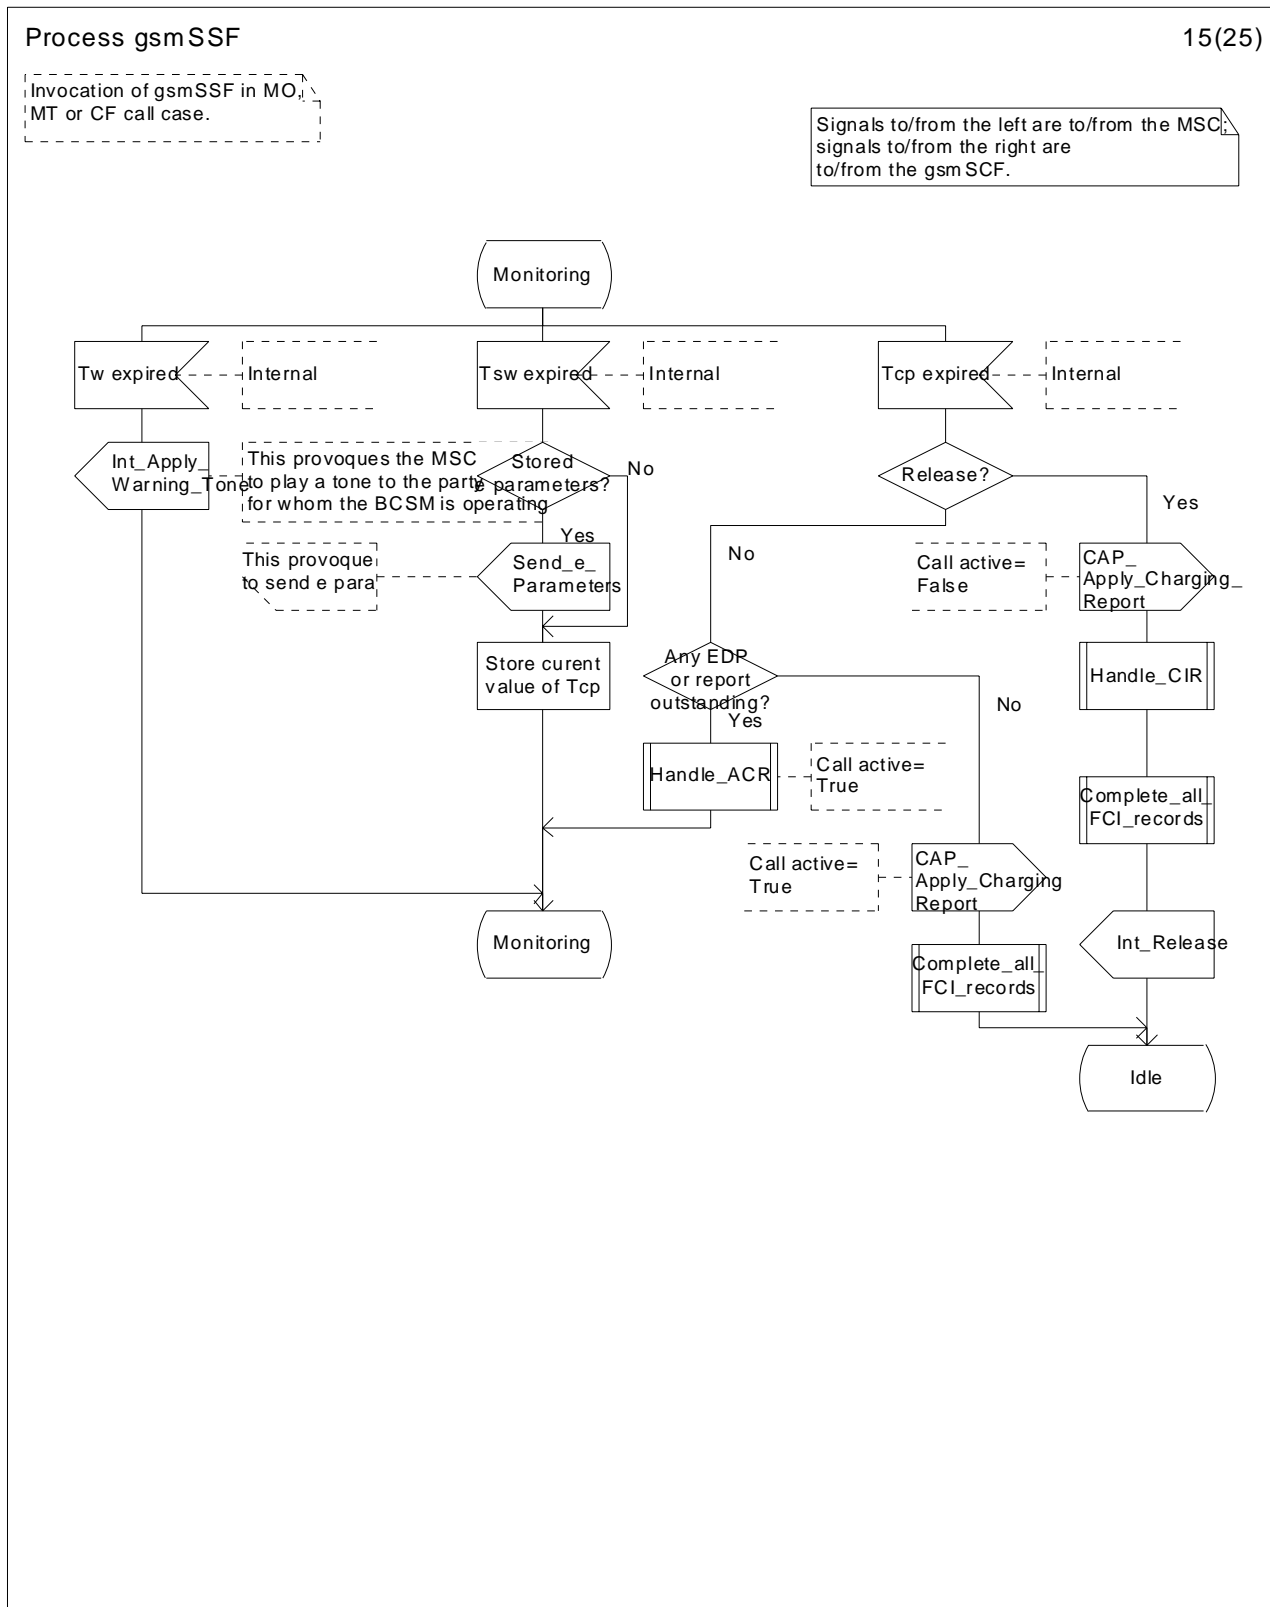 Process gsmSSF
15(25)
Invocation of gsmSSF in MO,
MT or CF call case.
Signals to/from the left are to/from the MSC;
signals to/from the right are
to/from the gsmSCF.
Monitoring
Tw expired
Internal
Tsw expired
Internal
Tcp expired
Internal
Int_Apply_
Warning_Tone
This provoques the MSC
to play a tone to the party
for whom the BCSM is operating
Stored
e parameters?
No
Release?
Yes
Yes
This provoque
to send e para
Send_e_
Parameters
No
Call active=
False
CAP_
Apply_Charging_
Report
Store curent
value of Tcp
Any EDP
or report
outstanding?
Handle_CIR
No
Yes
Handle_ACR
Call active=
True
Complete_all_
FCI_records
Call active=
True
CAP_
Apply_Charging
Report
Monitoring
Complete_all_
FCI_records
Int_Release
Idle